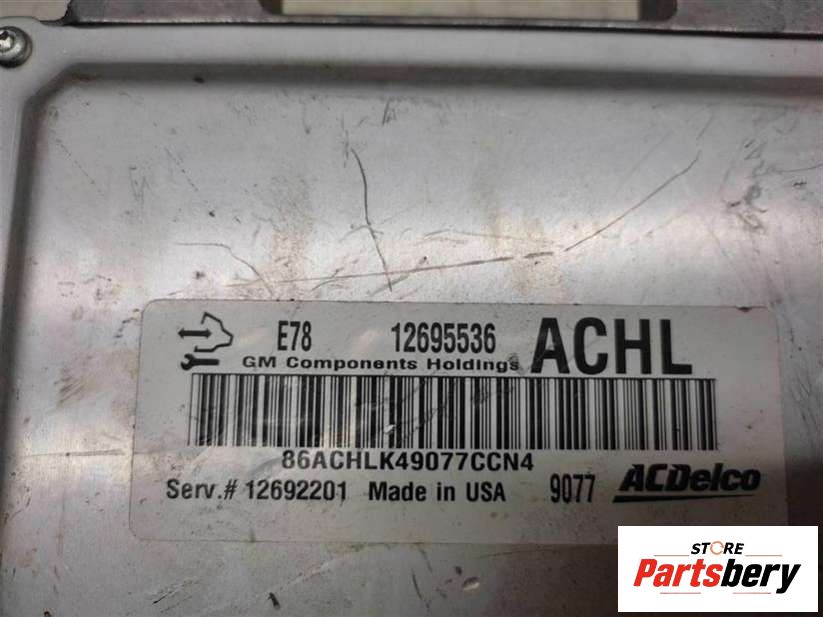 E78 12695536 ACHL
GM Components Holdings
86ACHLK49077CCN4
Serv.# 12692201 Made in USA 9077 ACDelco
STORE
Partsbery